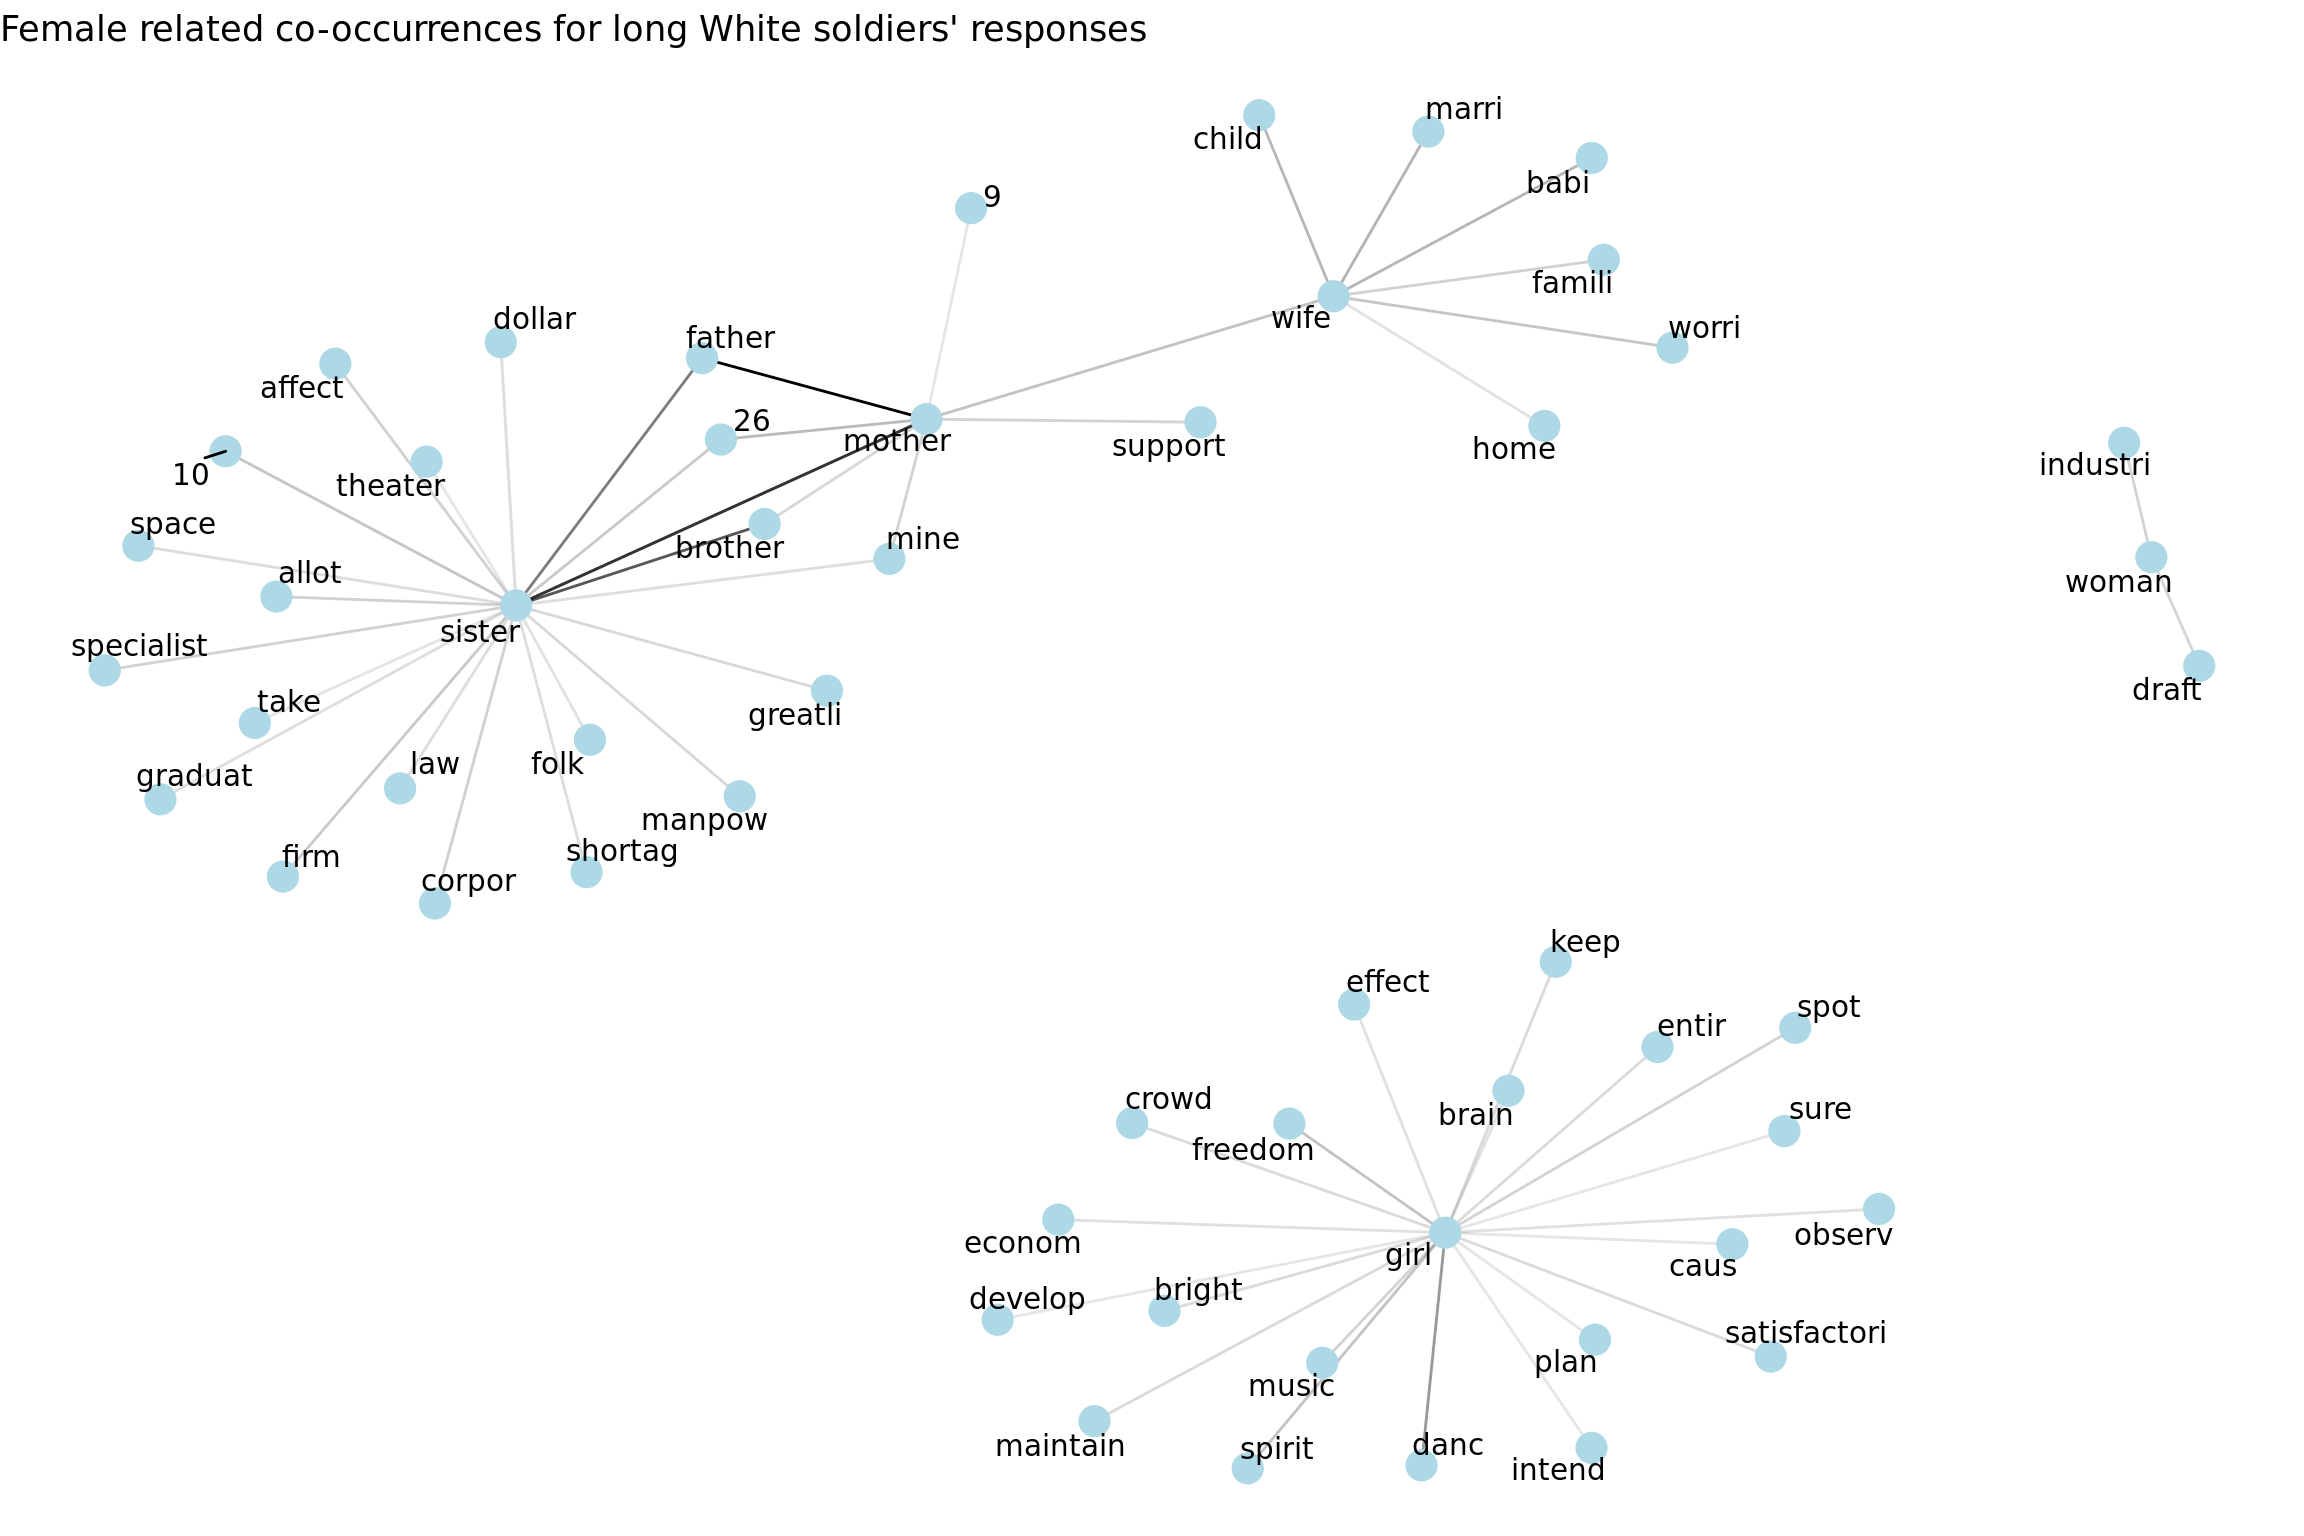 Female related co-occurrences for long White soldiers' responses
child
marri
babi
9
famili
wife
worri
dollar
father
affect
26
mother
support
home
10
theater
industri
space
brother
mine
allot
woman
sister
specialist
draft
take
greatli
graduat
law
folk
manpow
firm
shortag
corpor
keep
effect
spot
entir
crowd
brain
sure
freedom
observ
econom
girl
caus
develop
bright
satisfactori
plan
music
maintain
spirit
danc
intend